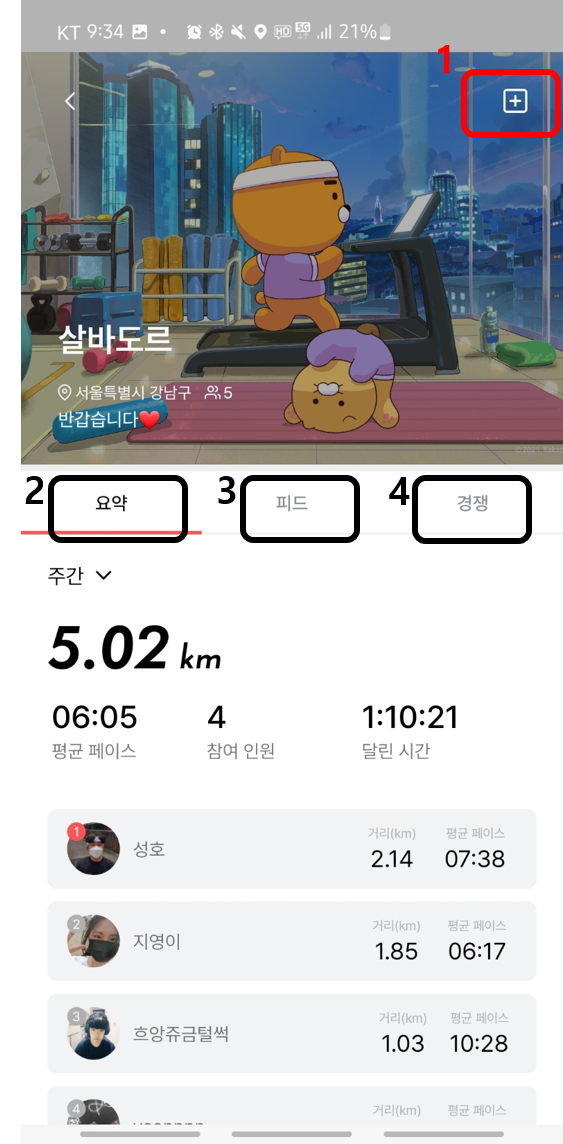 KT 9:34 HD 5G 21%
1
살바도르
서울특별시 강남구 5
반갑습니다❤️
2 요약 3 피드 4 경쟁
주간
5.02 km
06:05 4 1:10:21
평균 페이스 참여 인원 달린 시간
거리(km) 평균 페이스
1 성호 2.14 07:38
거리(km) 평균 페이스
2 지영이 1.85 06:17
거리(km) 평균 페이스
3 흐앙쥬금털썩 1.03 10:28
4 거리(km) 평균 페이스